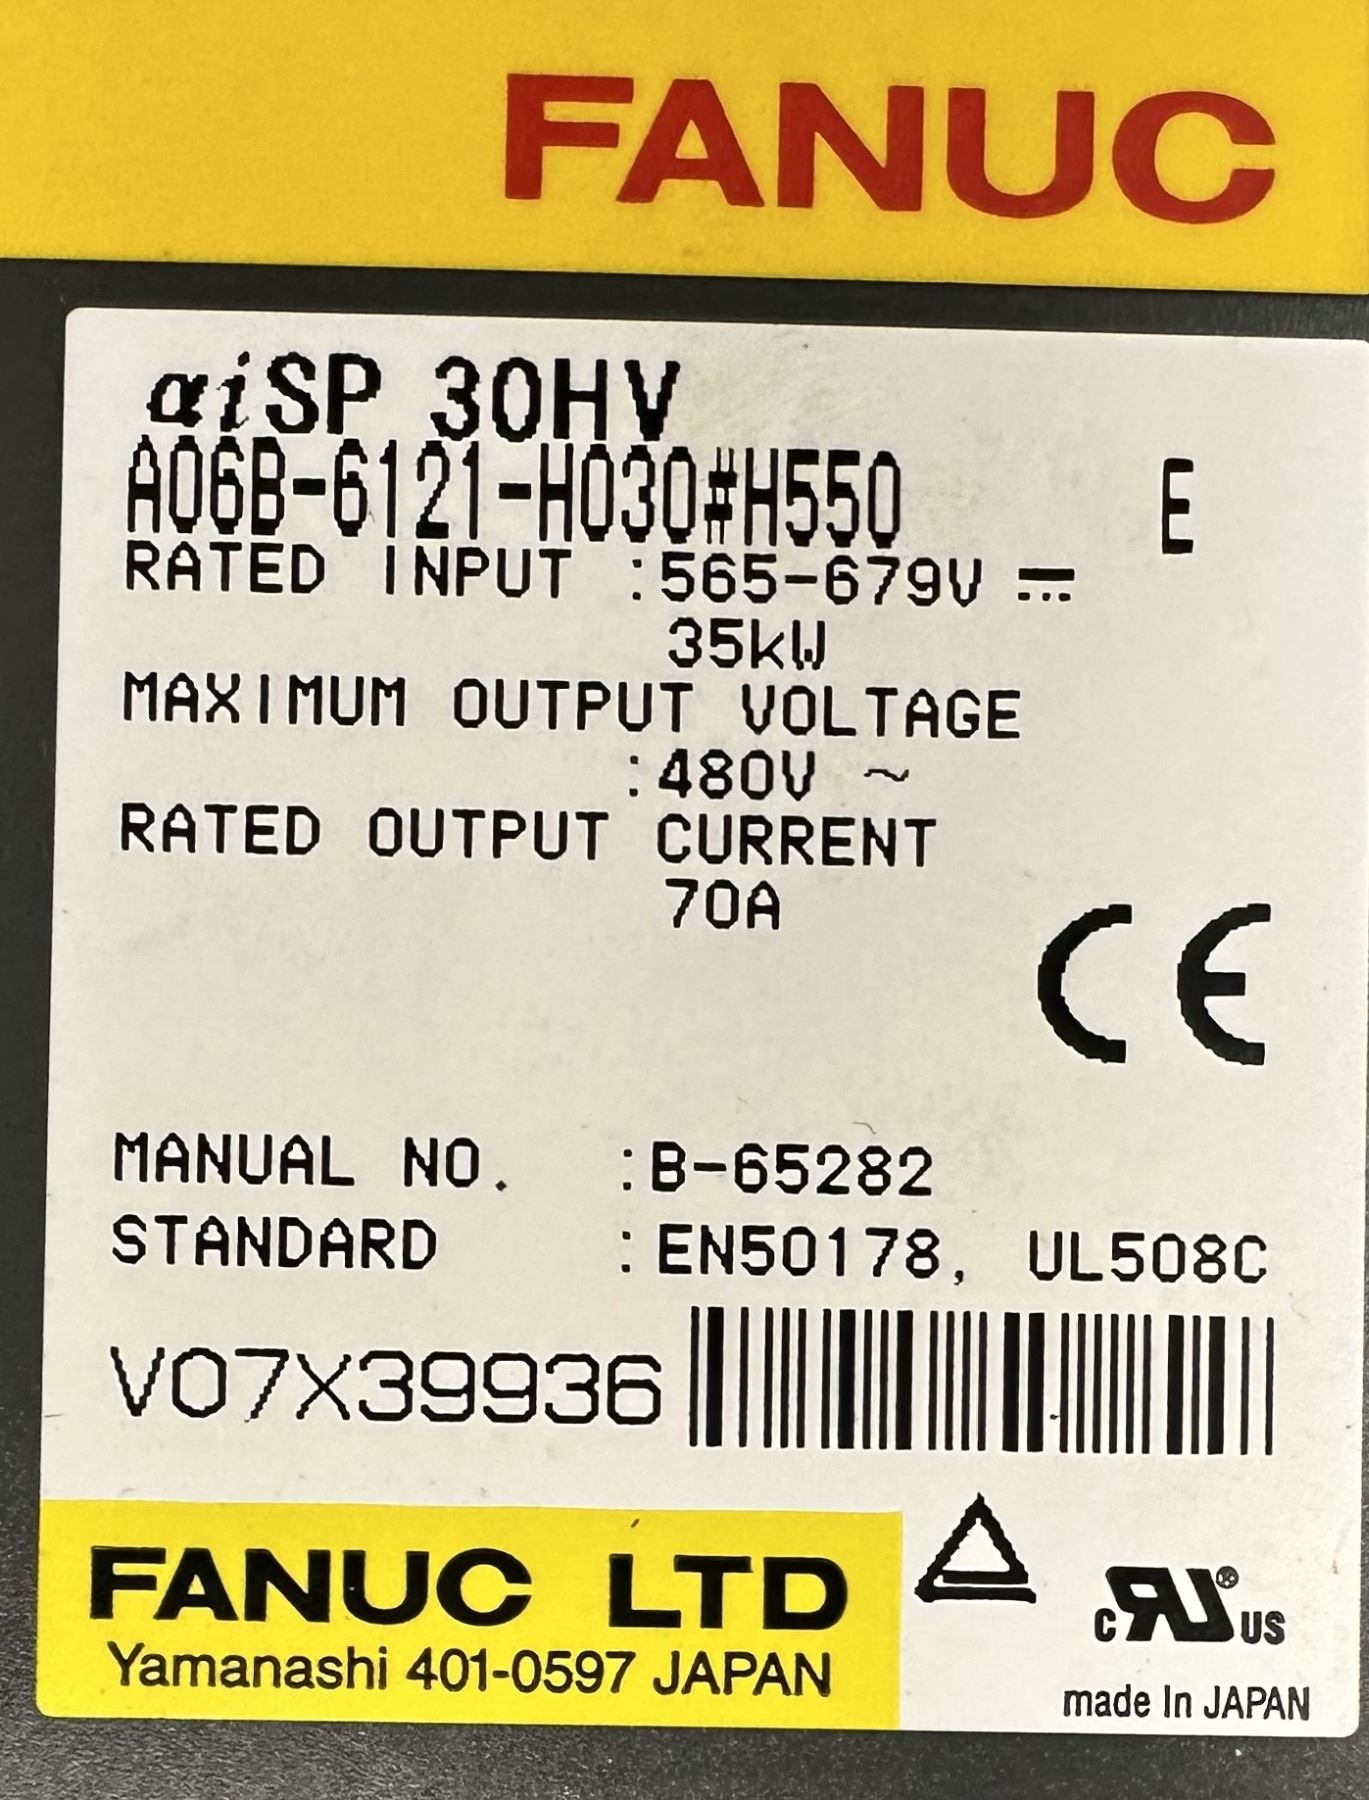 FANUC
αiSP 30HV
A06B-6121-H030#H550 E
RATED INPUT :565-679V ⎓
35kW
MAXIMUM OUTPUT VOLTAGE
:480V ~
RATED OUTPUT CURRENT
70A
CE
MANUAL NO. :B-65282
STANDARD :EN50178, UL508C
V07X39936
FANUC LTD
Yamanashi 401-0597 JAPAN
c RU ® US
made In JAPAN